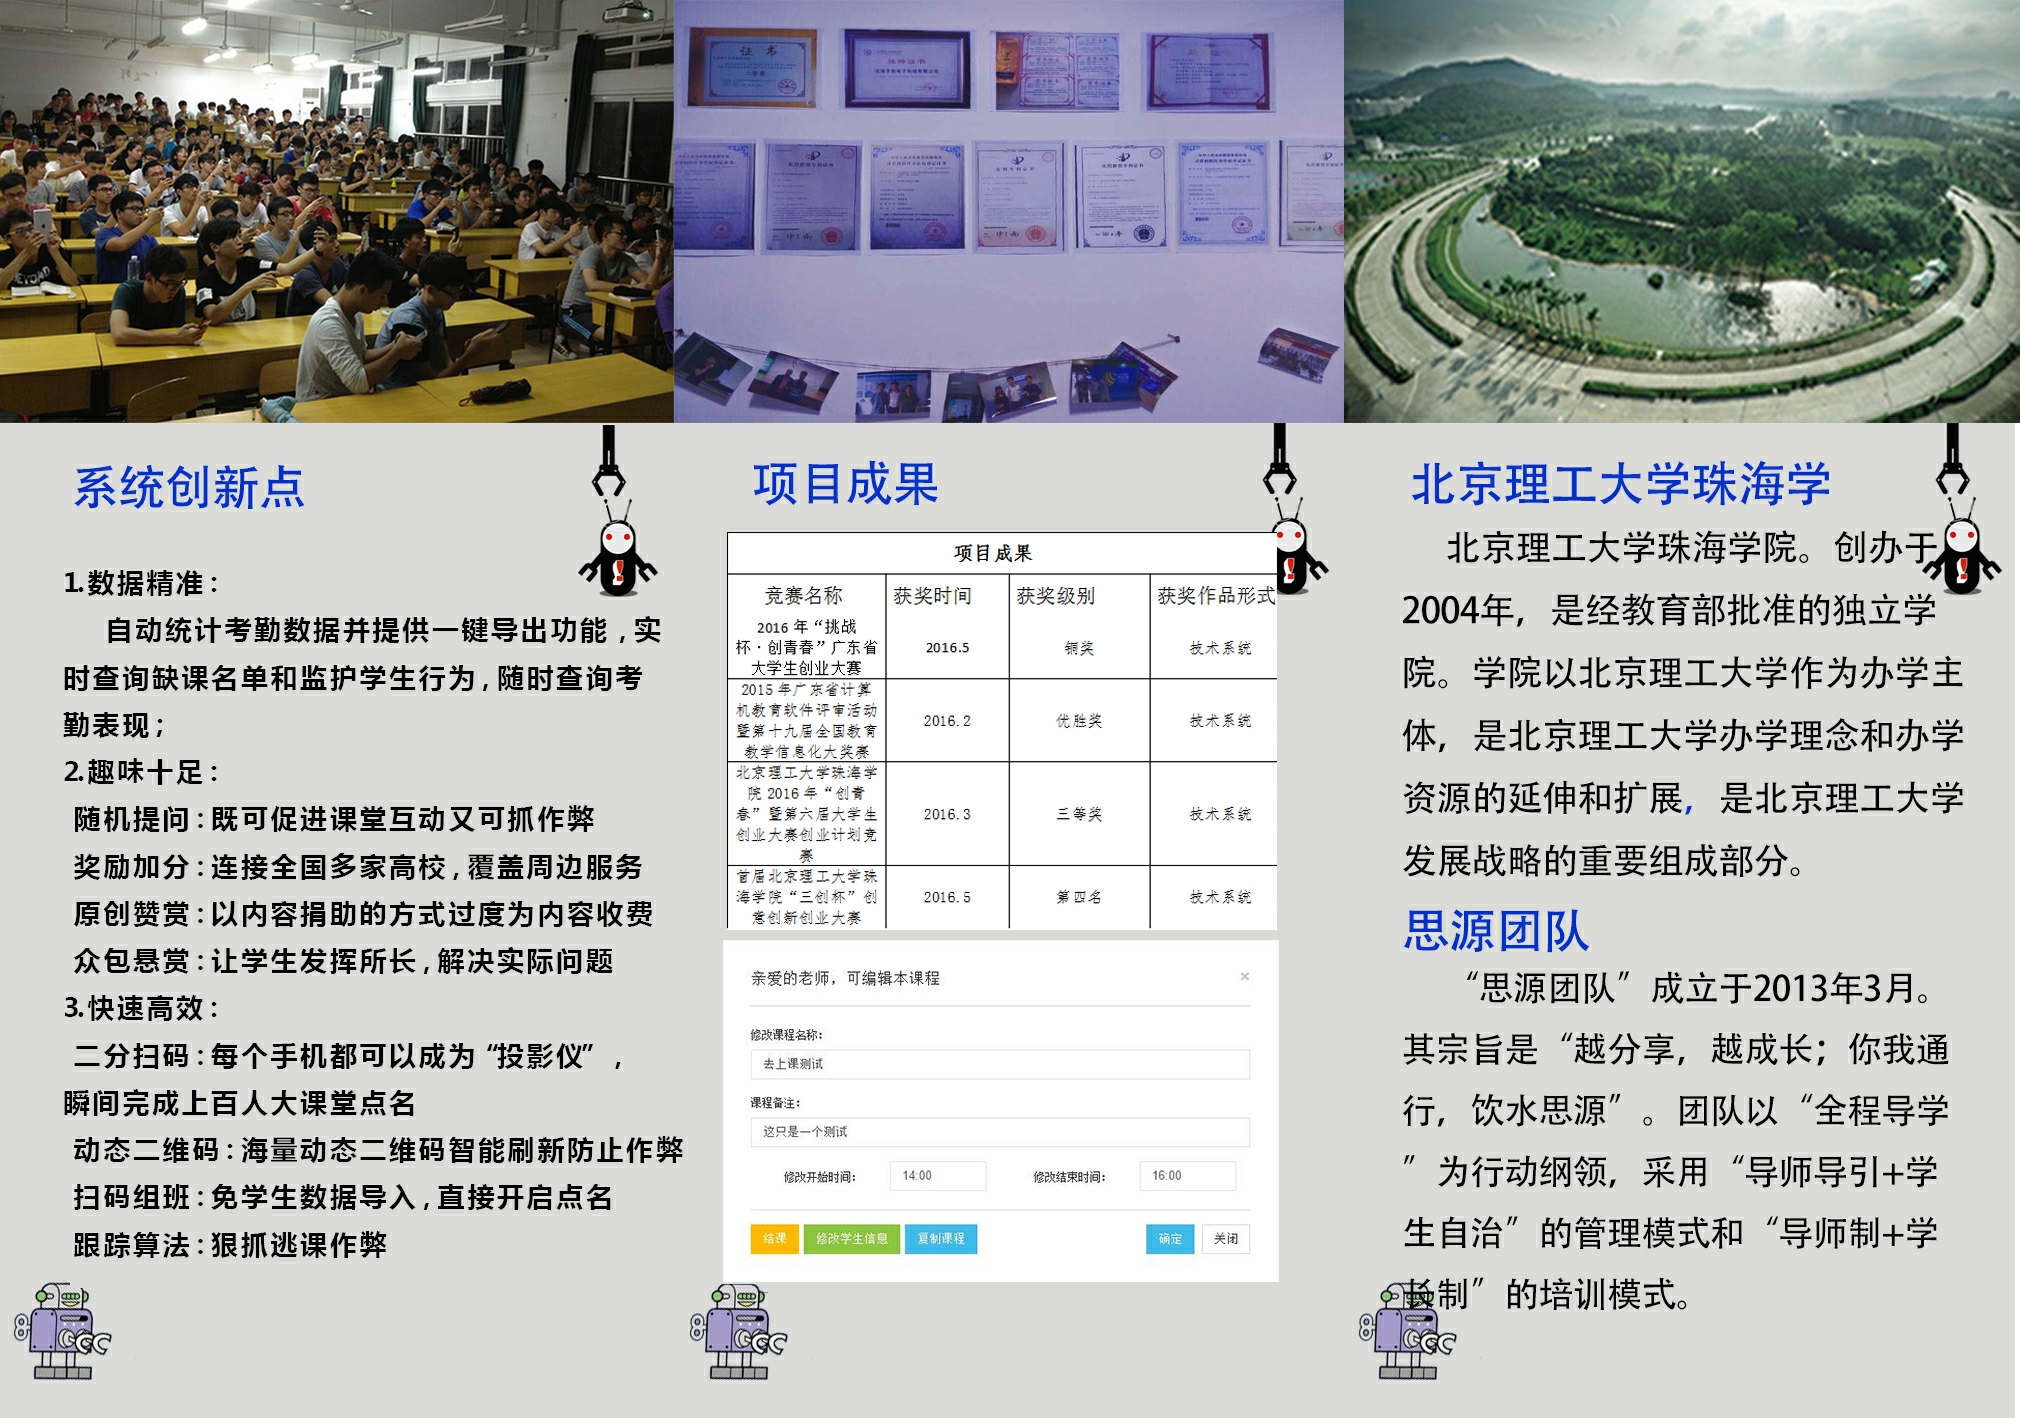 证书
二等奖
系统创新点
1.数据精准：
自动统计考勤数据并提供一键导出功能，实
时查询缺课名单和监护学生行为，随时查询考
勤表现；
2.趣味十足：
随机提问：既可促进课堂互动又可抓作弊
奖励加分：连接全国多家高校，覆盖周边服务
原创赞赏：以内容捐助的方式过度为内容收费
众包悬赏：让学生发挥所长，解决实际问题
3.快速高效：
二分扫码：每个手机都可以成为“投影仪”，
瞬间完成上百人大课堂点名
动态二维码：海量动态二维码智能刷新防止作弊
扫码组班：免学生数据导入，直接开启点名
跟踪算法：狠抓逃课作弊
项目成果
项目成果
竞赛名称 获奖时间 获奖级别 获奖作品形式
2016 年“挑战
杯·创青春”广东省
大学生创业大赛
2016.5 铜奖 技术系统
2015 年广东省计算
机教育软件评审活动
暨第十九届全国教育
教学信息化大奖赛
2016.2 优胜奖 技术系统
北京理工大学珠海学
院 2016 年“创青
春”暨第六届大学生
创业大赛创业计划竞
赛
2016.3 三等奖 技术系统
首届北京理工大学珠
海学院“三创杯”创
意创新创业大赛
2016.5 第四名 技术系统
亲爱的老师，可编辑本课程 ×
修改课程名称：
去上课测试
课程备注：
这只是一个测试
修改开始时间： 14:00 修改结束时间： 16:00
结课 修改学生信息 复制课程 确定 关闭
北京理工大学珠海学
北京理工大学珠海学院。创办于
2004年，是经教育部批准的独立学
院。学院以北京理工大学作为办学主
体，是北京理工大学办学理念和办学
资源的延伸和扩展，是北京理工大学
发展战略的重要组成部分。
思源团队
“思源团队”成立于2013年3月。
其宗旨是“越分享，越成长；你我通
行，饮水思源”。团队以“全程导学
”为行动纲领，采用“导师导引+学
生自治”的管理模式和“导师制+学
长制”的培训模式。